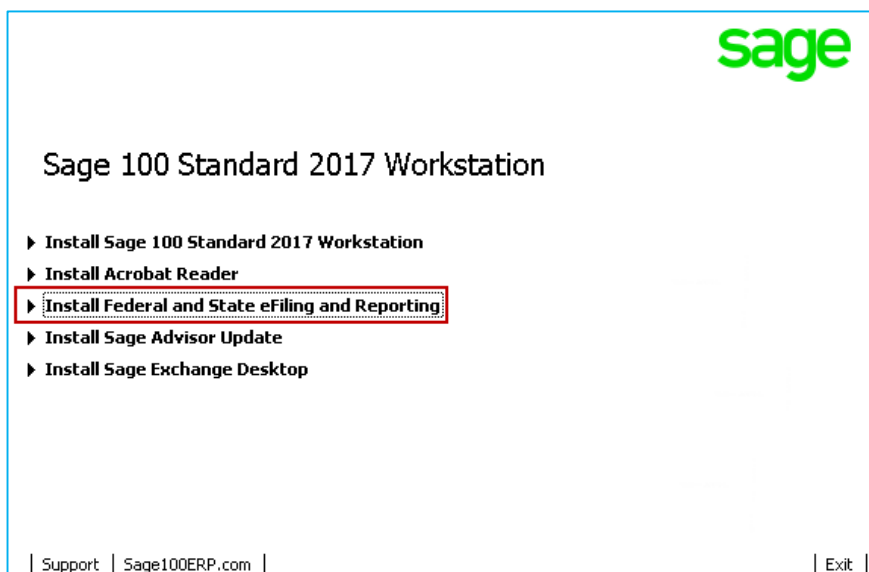 sage
Sage 100 Standard 2017 Workstation
Install Sage 100 Standard 2017 Workstation
Install Acrobat Reader
Install Federal and State eFiling and Reporting
Install Sage Advisor Update
Install Sage Exchange Desktop
| Support | Sage100ERP.com | | Exit |